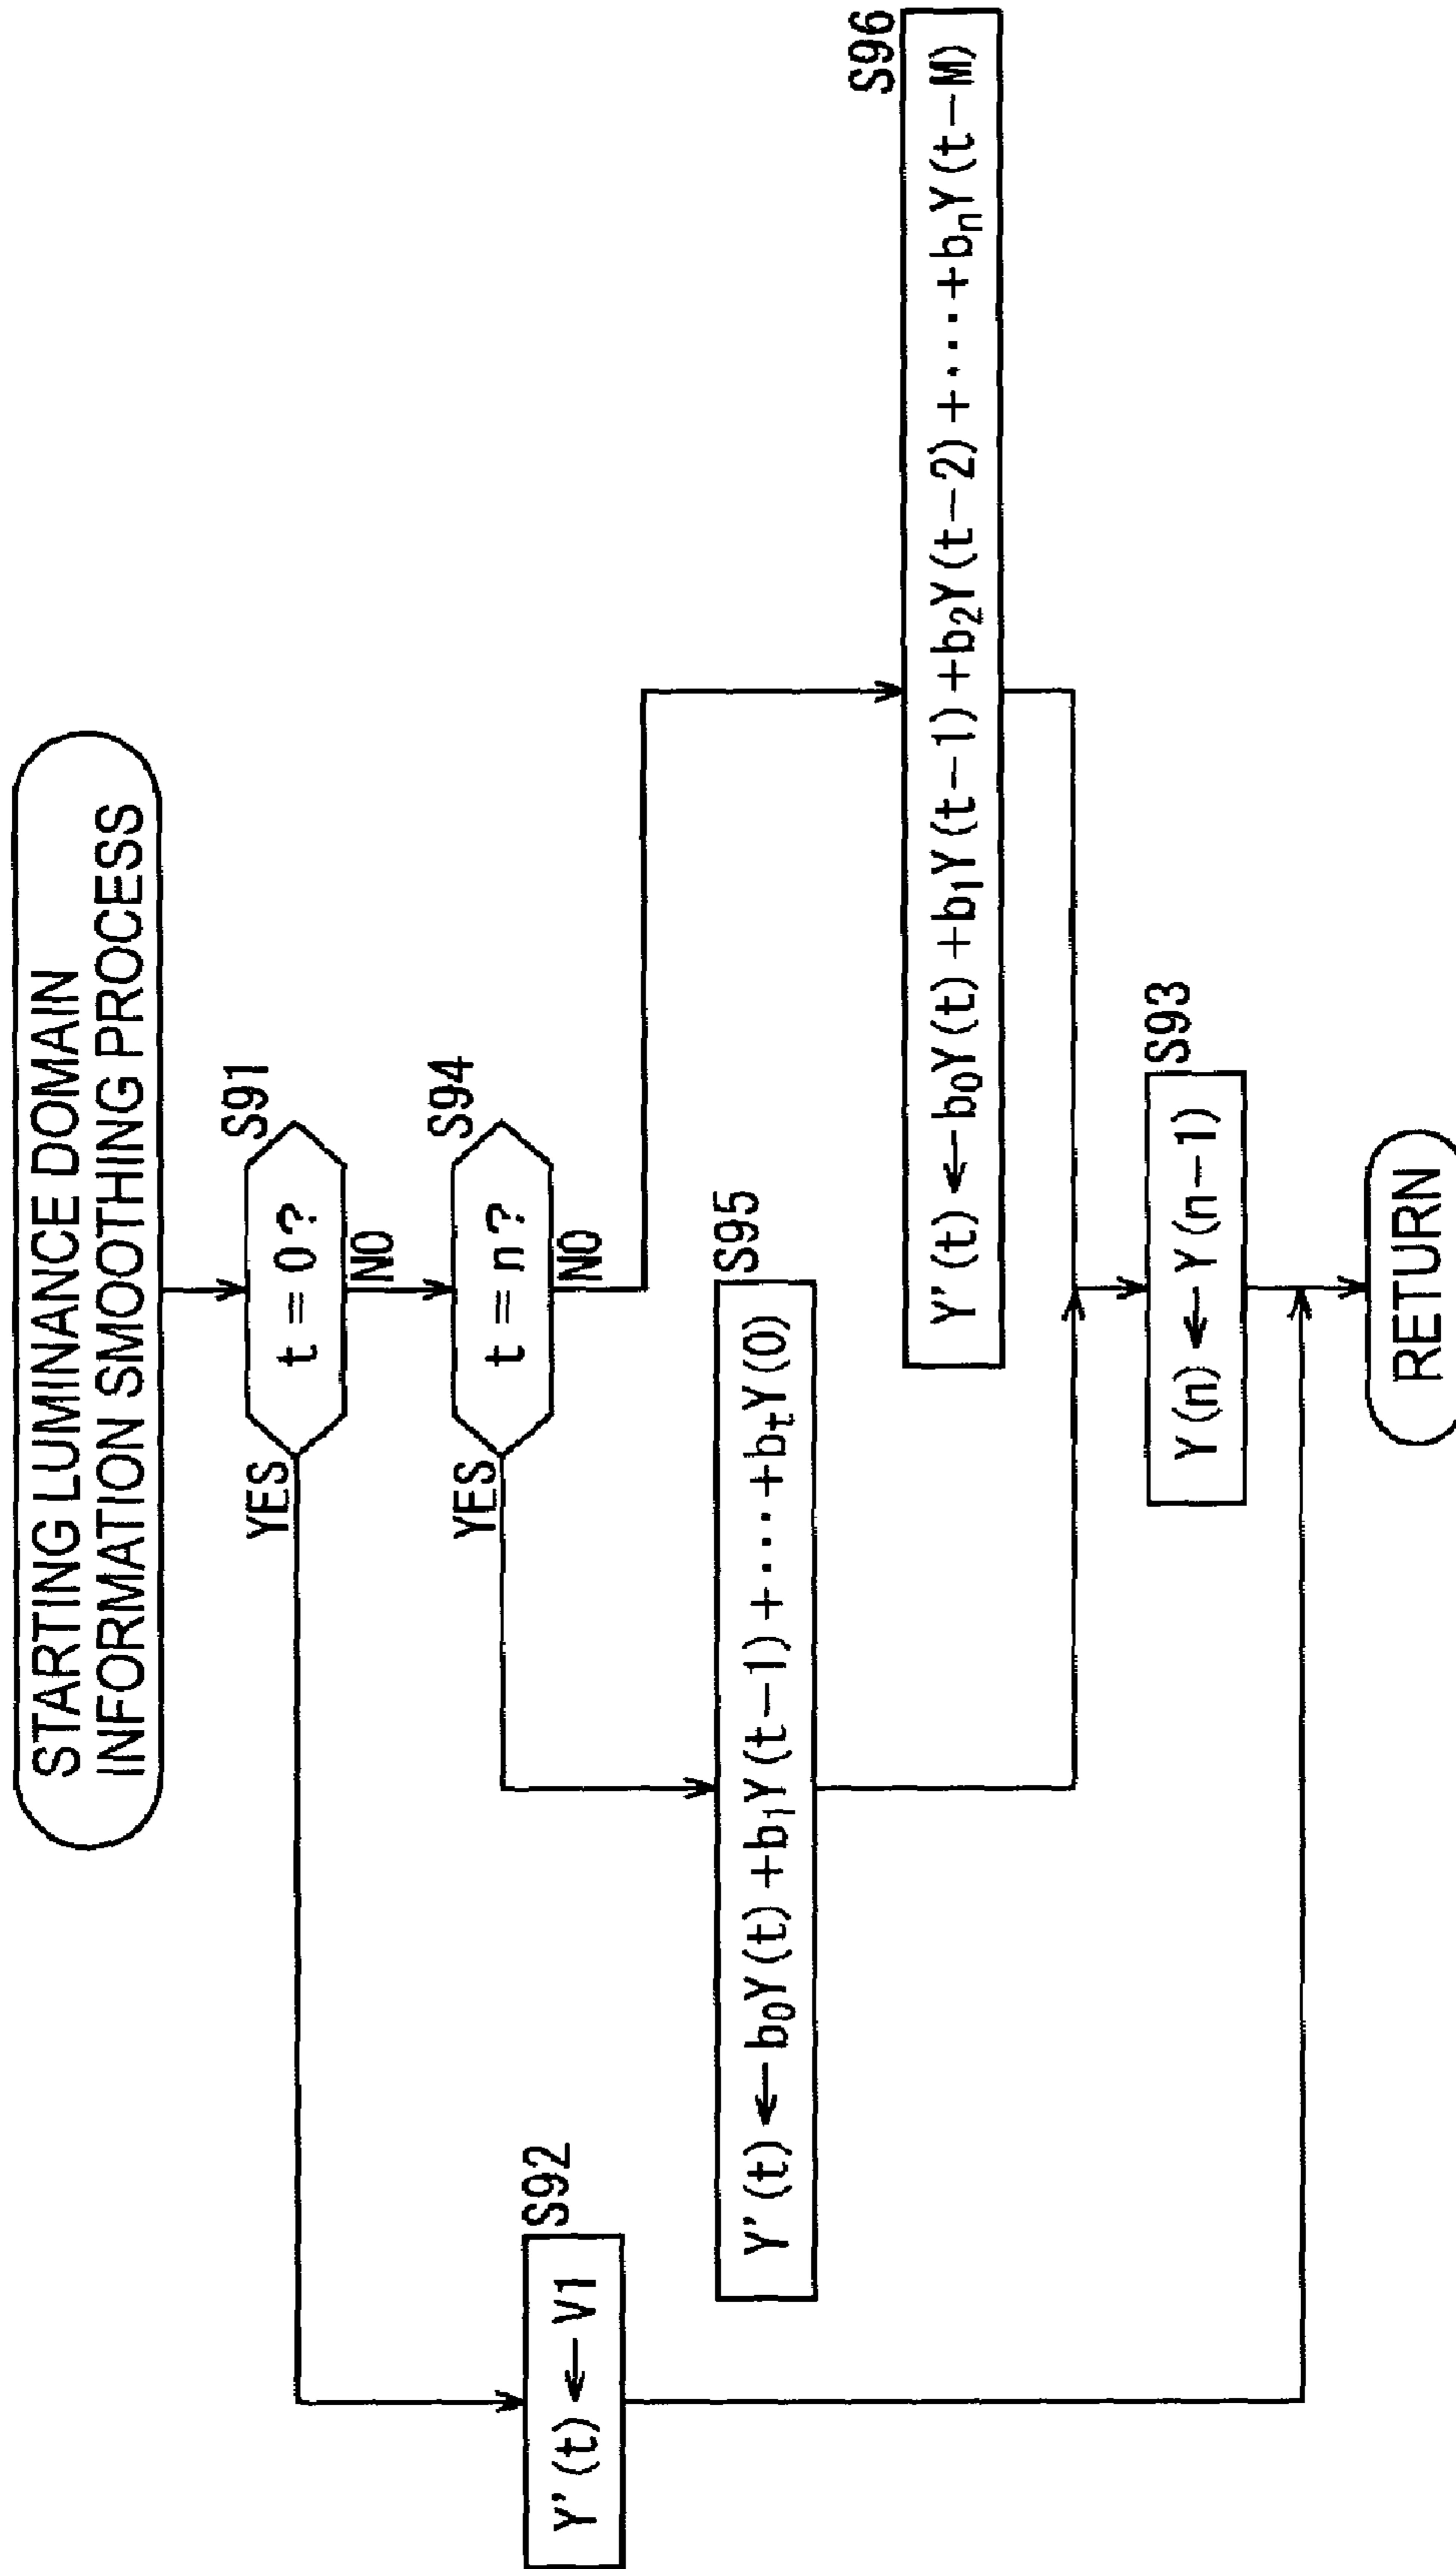 STARTING LUMINANCE DOMAIN
INFORMATION SMOOTHING PROCESS
S91
t = 0 ?
YES
NO
S94
t = n ?
YES
NO
S92
Y' (t) ← V1
S95
Y' (t) ← b₀Y (t) + b₁Y (t−1) + ··· + bₜY (0)
S96
Y' (t) ← b₀Y (t) + b₁Y (t−1) + b₂Y (t−2) + ··· + bₙY (t−M)
S93
Y (n) ← Y (n−1)
RETURN